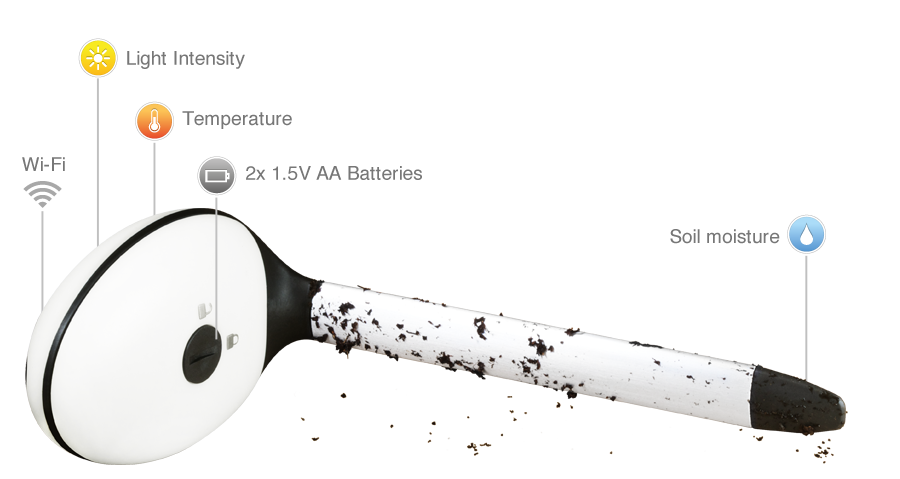 Light Intensity
Temperature
Wi-Fi
2x 1.5V AA Batteries
Soil moisture